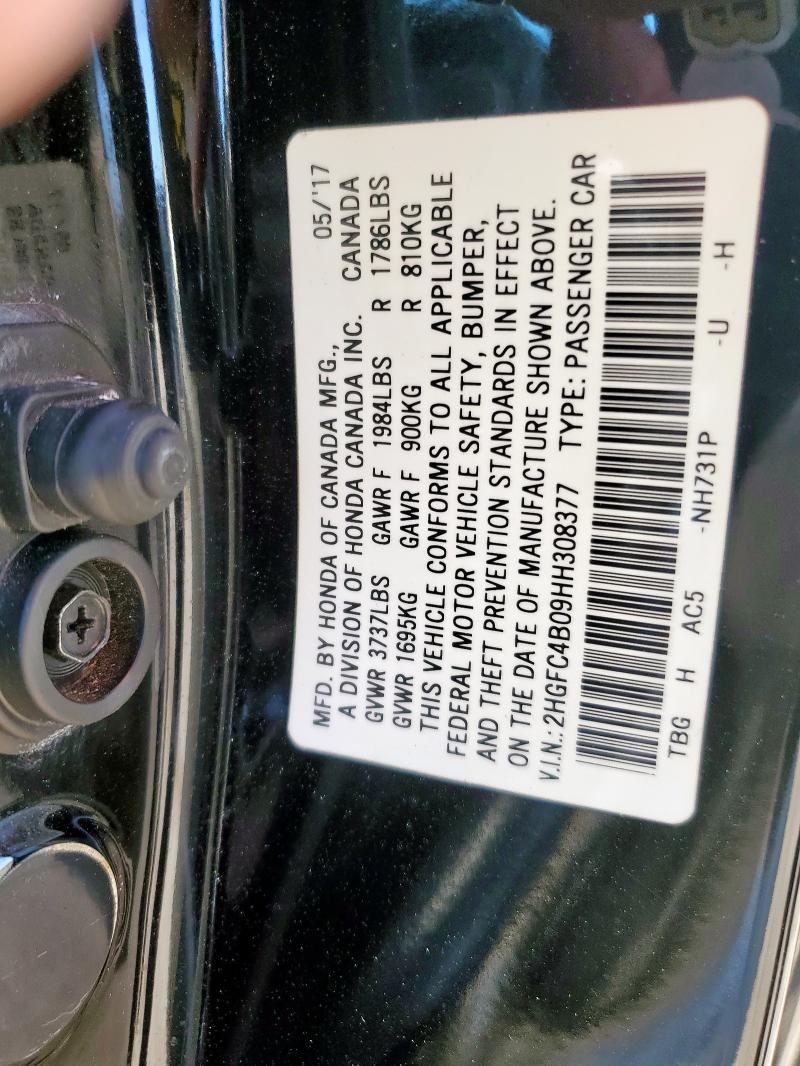 MFD. BY HONDA OF CANADA MFG., 05/'17
A DIVISION OF HONDA CANADA INC. CANADA
GVWR 3737LBS GAWR F 1984LBS R 1786LBS
GVWR 1695KG GAWR F 900KG R 810KG
THIS VEHICLE CONFORMS TO ALL APPLICABLE
FEDERAL MOTOR VEHICLE SAFETY, BUMPER,
AND THEFT PREVENTION STANDARDS IN EFFECT
ON THE DATE OF MANUFACTURE SHOWN ABOVE.
V.I.N.: 2HGFC4B09HH308377 TYPE: PASSENGER CAR
TBG H AC5 -NH731P -U -H